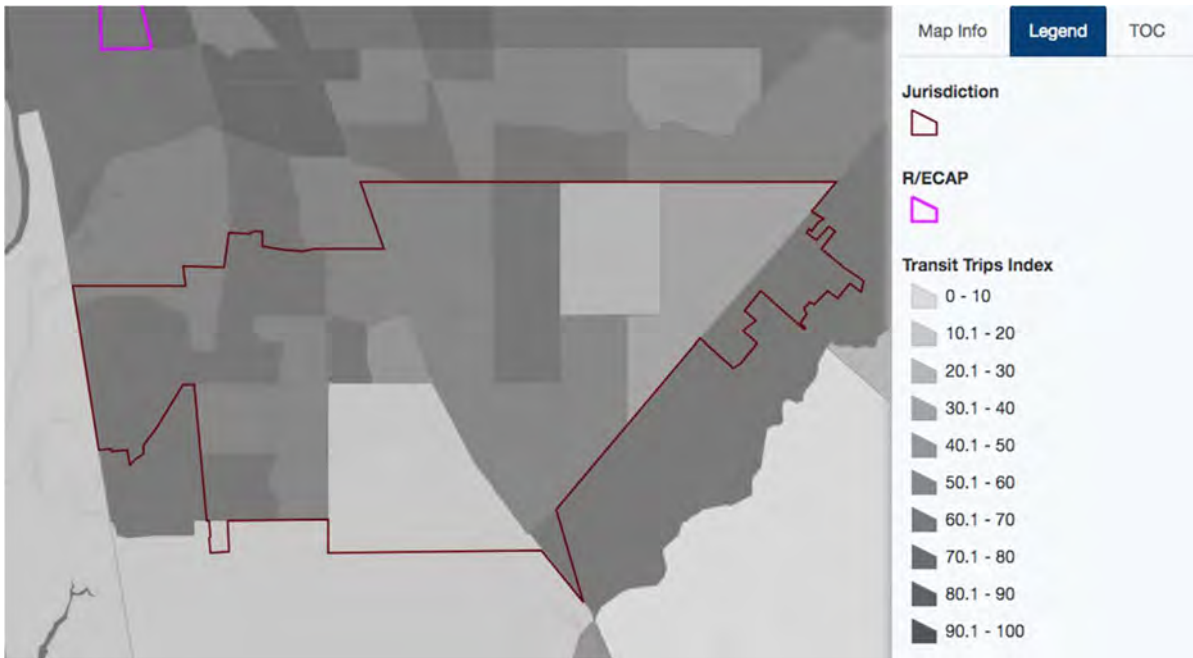 Map Info Legend TOC
Jurisdiction
R/ECAP
Transit Trips Index
0 - 10
10.1 - 20
20.1 - 30
30.1 - 40
40.1 - 50
50.1 - 60
60.1 - 70
70.1 - 80
80.1 - 90
90.1 - 100